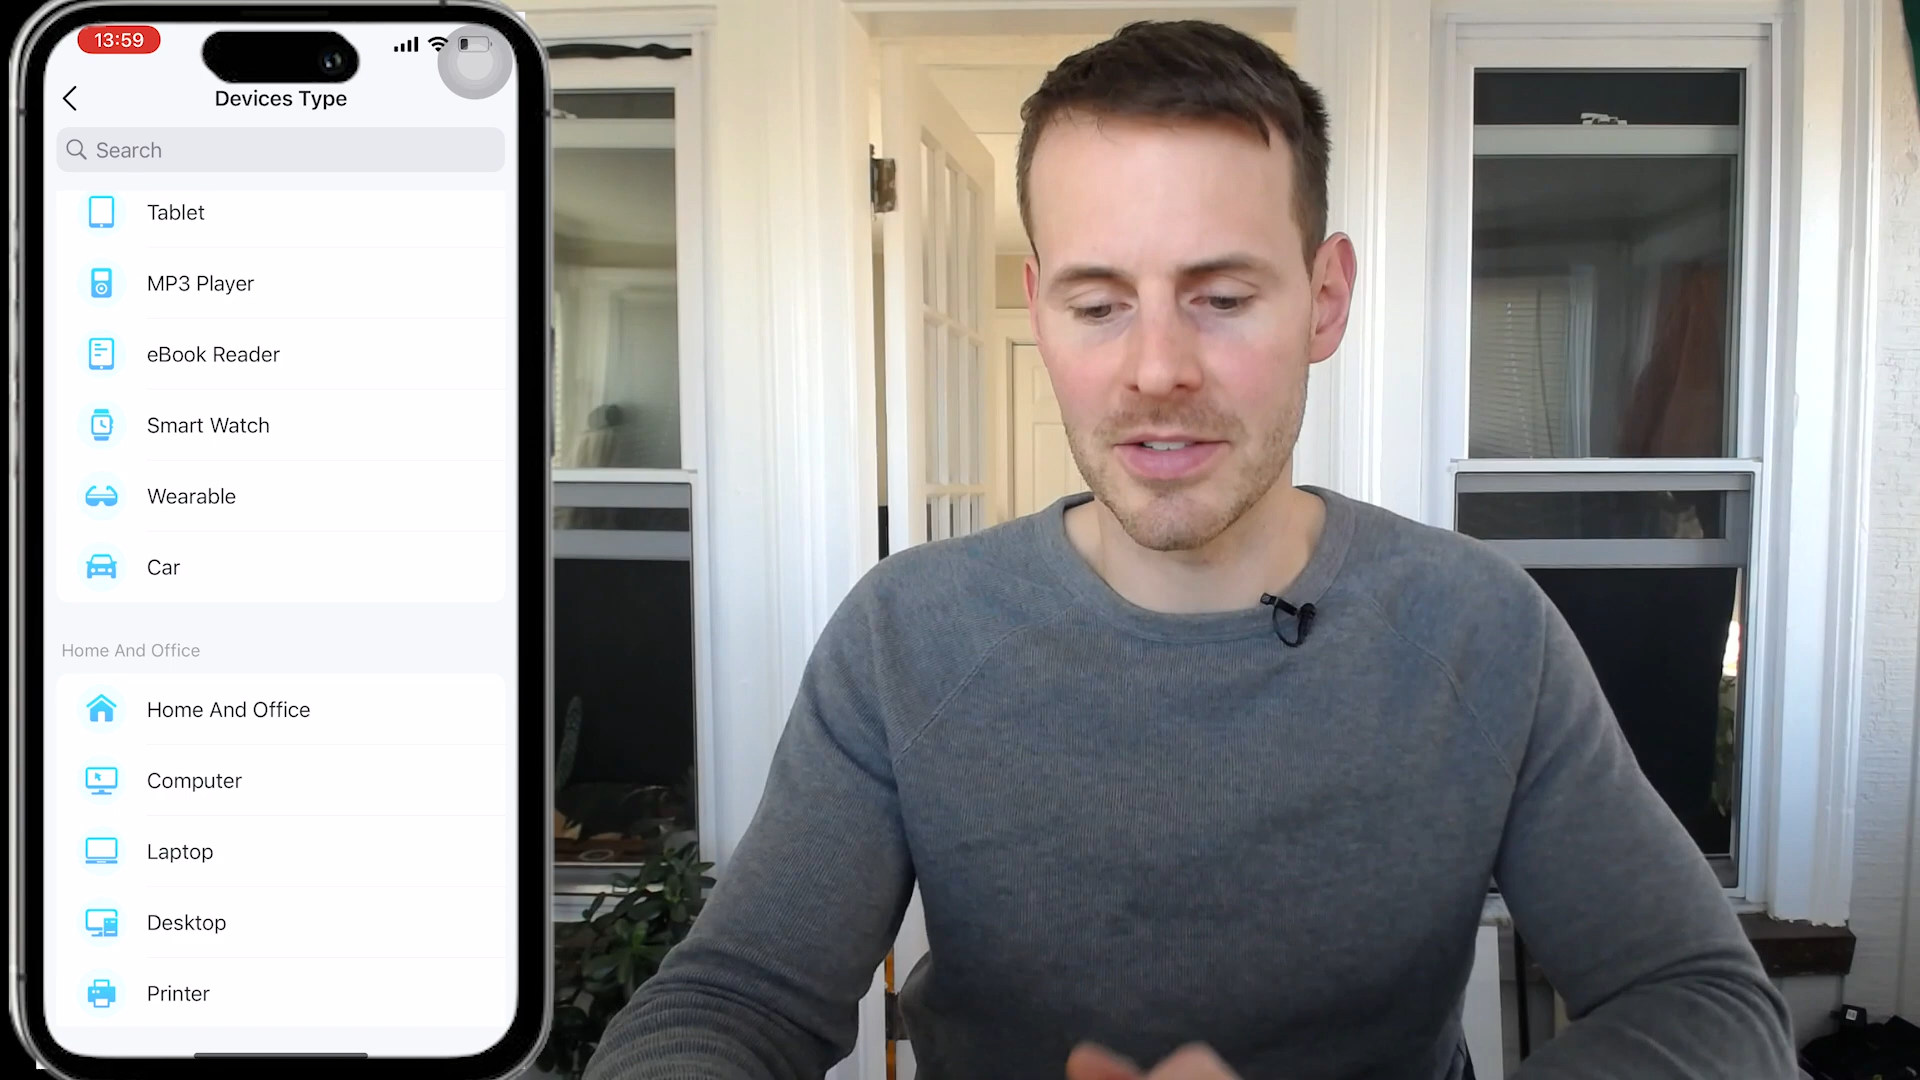 13:59
Devices Type
Search
Tablet
MP3 Player
eBook Reader
Smart Watch
Wearable
Car
Home And Office
Home And Office
Computer
Laptop
Desktop
Printer